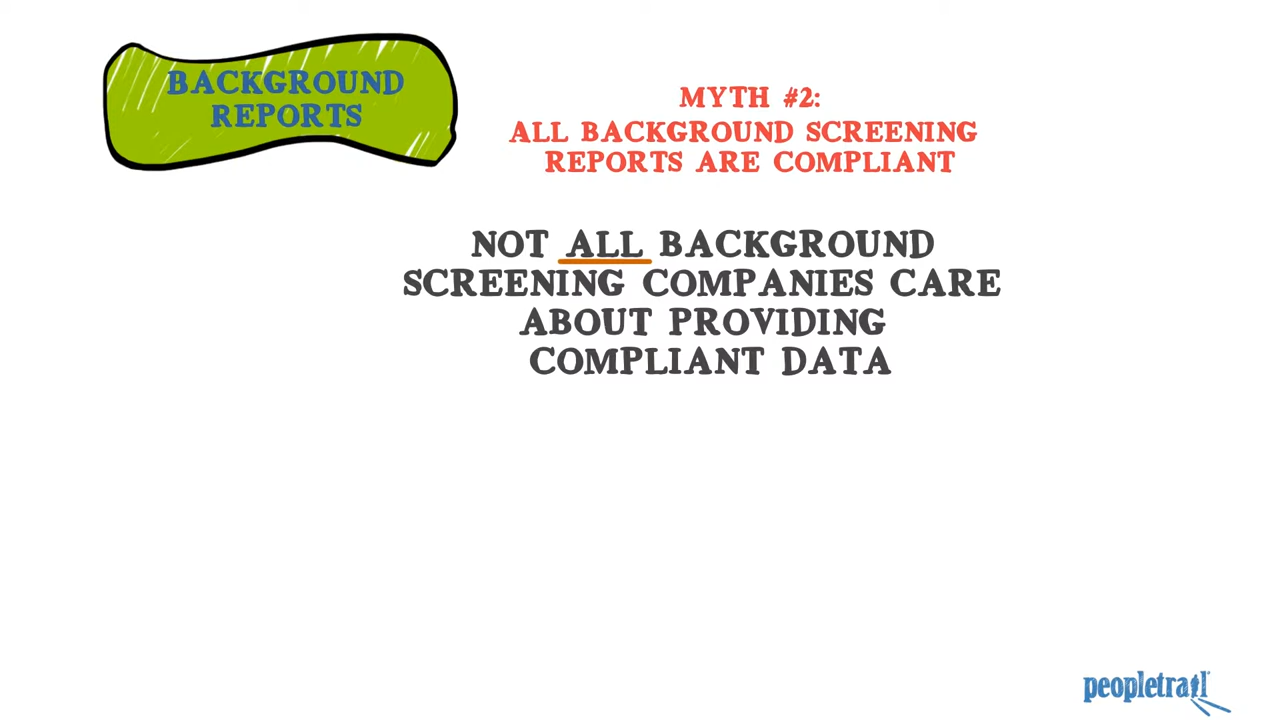 BACKGROUND
REPORTS
MYTH #2:
ALL BACKGROUND SCREENING
REPORTS ARE COMPLIANT
NOT ALL BACKGROUND
SCREENING COMPANIES CARE
ABOUT PROVIDING
COMPLIANT DATA
peopletrail®